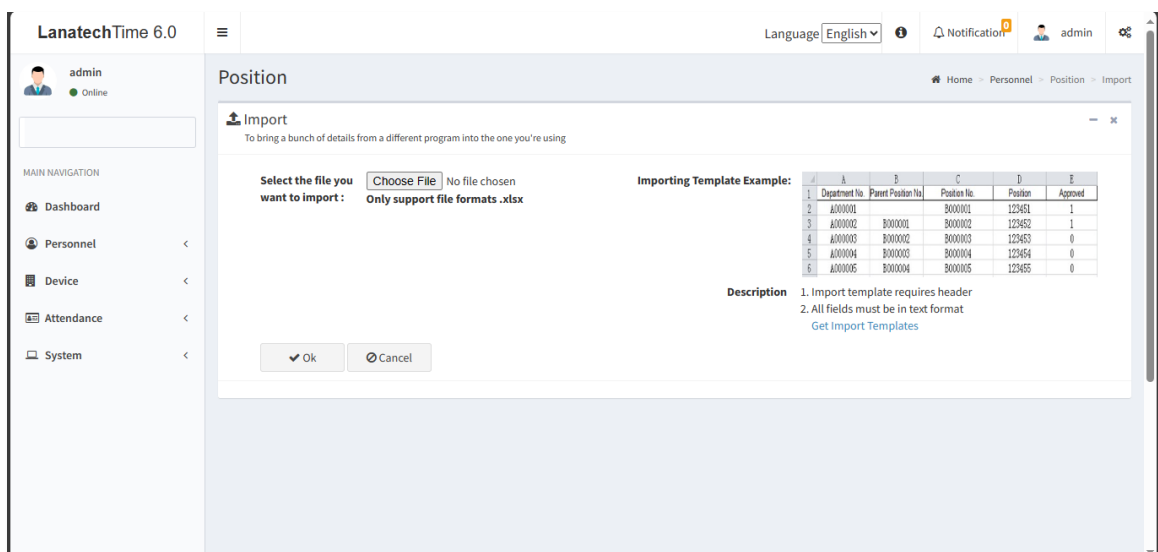 LanatechTime 6.0
Language English Notification 0 admin
admin
Online
Position
Home > Personnel > Position > Import
Import
To bring a bunch of details from a different program into the one you're using
MAIN NAVIGATION
Dashboard
Personnel
Device
Attendance
System
Select the file you want to import :
Choose File No file chosen
Only support file formats .xlsx
Importing Template Example:
A B C D E
1 Department No. Parent Position No. Position No. Position Approved
2 A000001 B000001 123451 1
3 A000002 B000001 B000002 123452 1
4 A000003 B000002 B000003 123453 0
5 A000004 B000003 B000004 123454 0
6 A000005 B000004 B000005 123455 0
Description 1. Import template requires header
2. All fields must be in text format
Get Import Templates
Ok Cancel